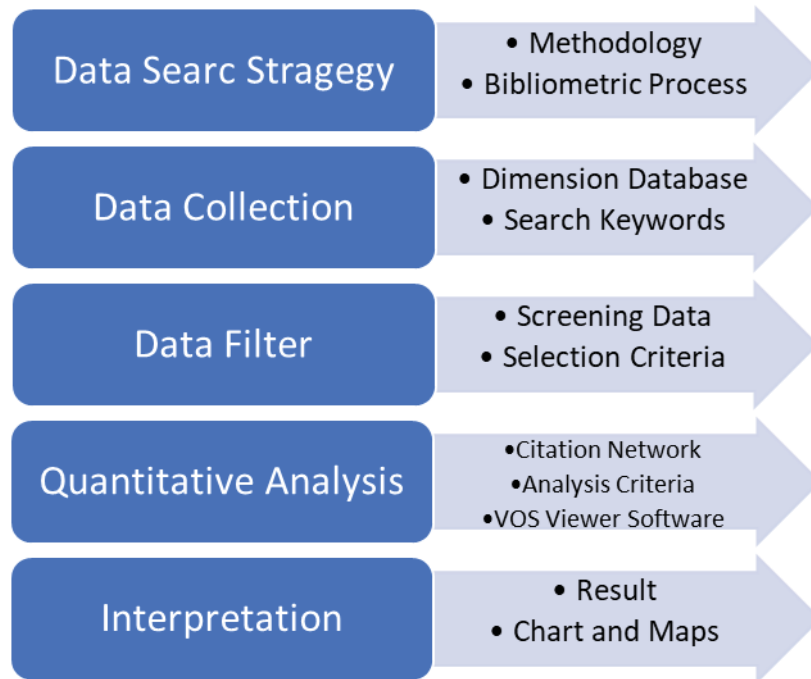 Data Searc Stragegy
• Methodology
• Bibliometric Process
Data Collection
• Dimension Database
• Search Keywords
Data Filter
• Screening Data
• Selection Criteria
Quantitative Analysis
•Citation Network
•Analysis Criteria
•VOS Viewer Software
Interpretation
• Result
• Chart and Maps